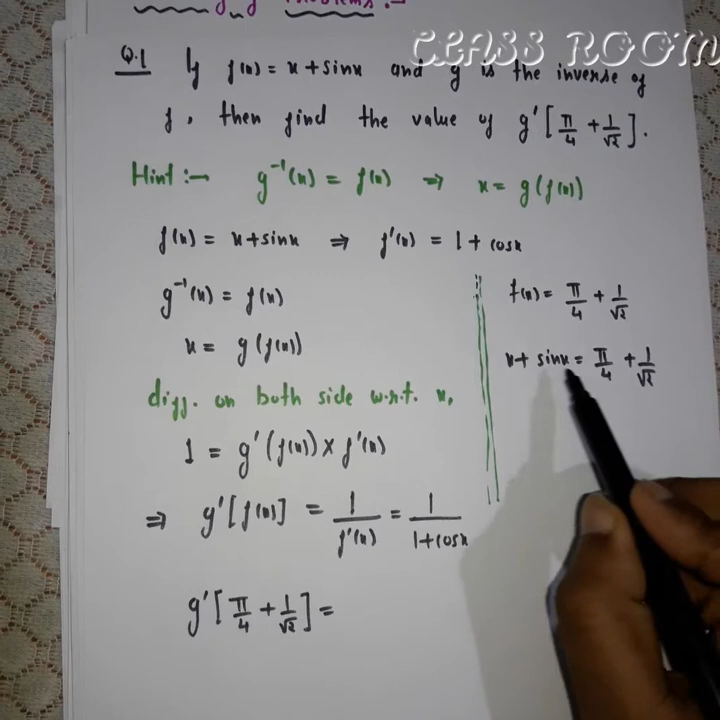 Problems :-
CLASS ROOM
Q.1 If f(x) = x + sinx and g is the inverse of
f, then find the value of g'[π/4 + 1/√2].
Hint :- g⁻¹(x) = f(x) ⇒ x = g(f(x))
f(x) = x + sinx ⇒ f'(x) = 1 + cosx
g⁻¹(x) = f(x)
x = g(f(x))
diff. on both side w.r.t. x,
1 = g'(f(x)) × f'(x)
⇒ g'[f(x)] = 1/f'(x) = 1/1+cosx
g'[π/4 + 1/√2] =
f(x) = π/4 + 1/√2
x + sinx = π/4 + 1/√2